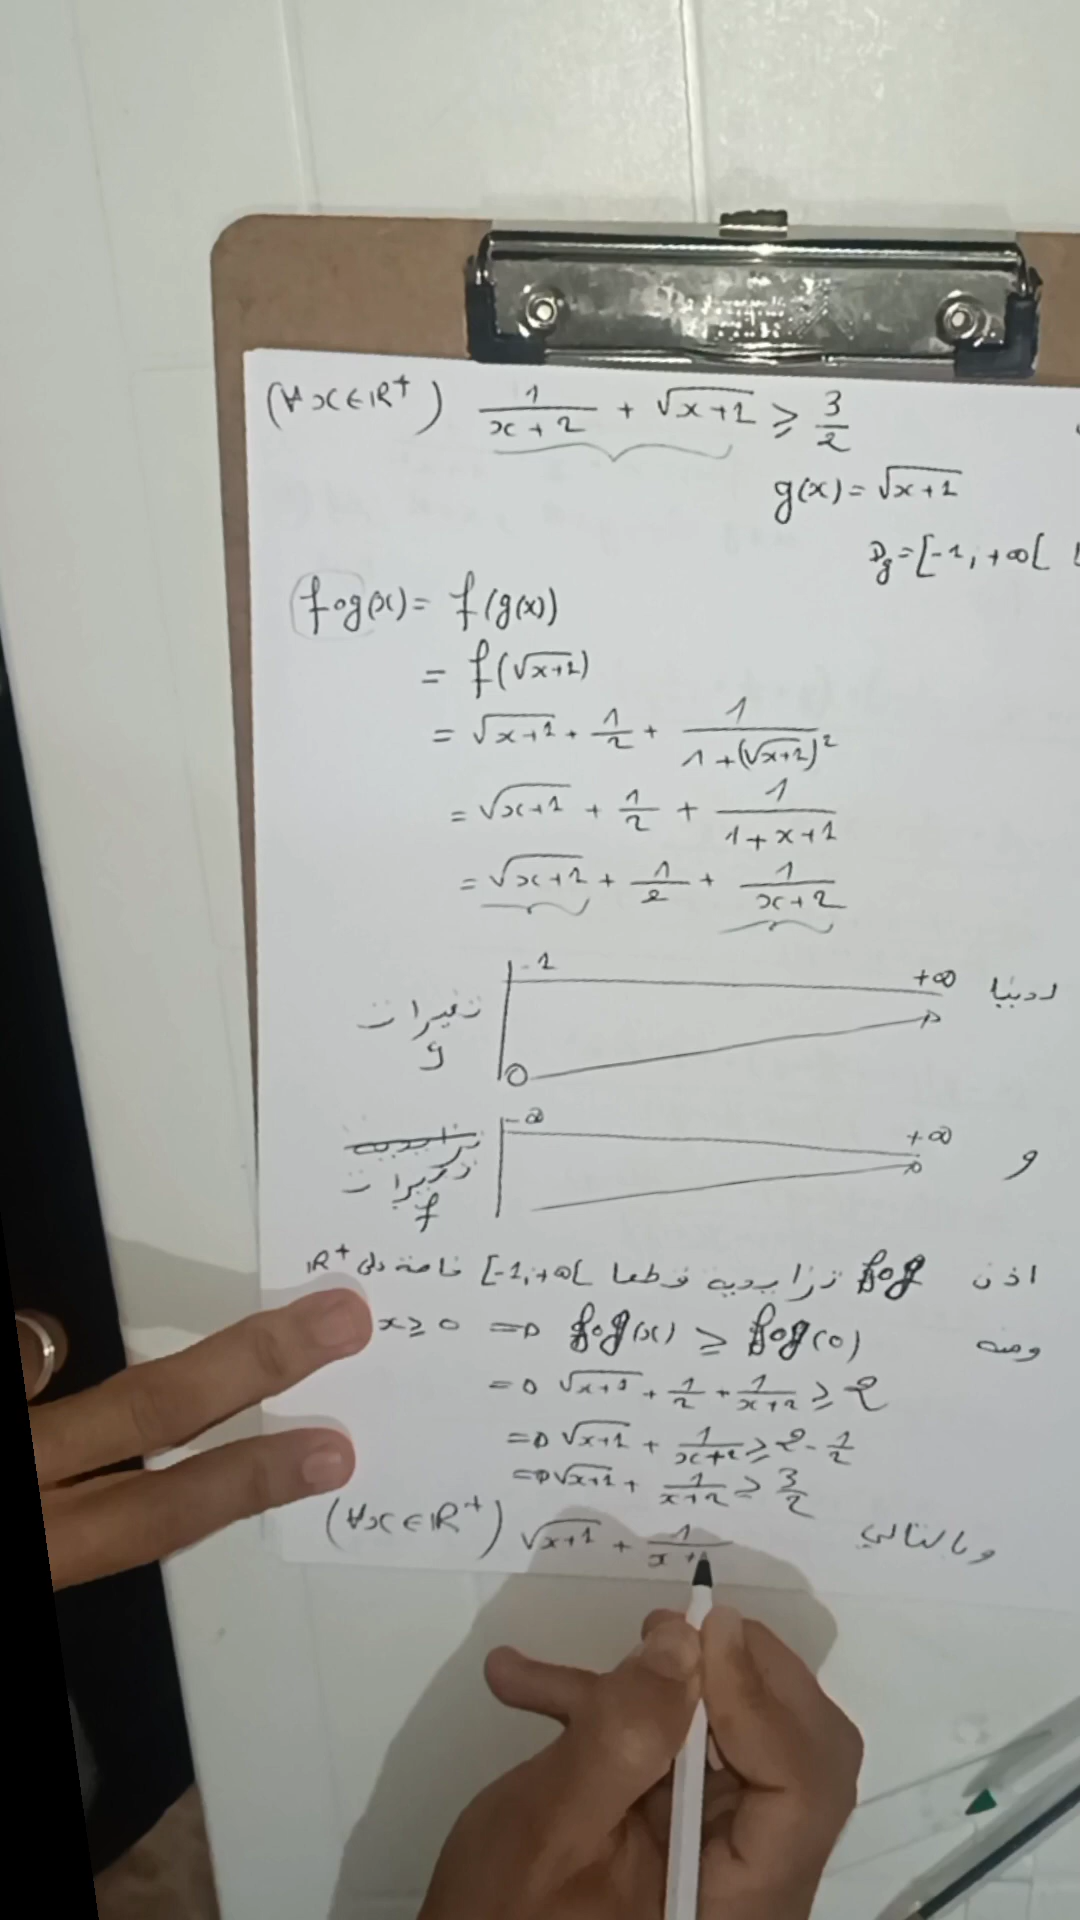 (∀x∈ℝ⁺) 1/(x+2) + √(x+1) ≥ 3/2
g(x) = √(x+1)
Dg = [-1, +∞[
fog(x) = f(g(x))
= f(√(x+1))
= √(x+1) + 1/2 + 1/(1+(√(x+1))²)
= √(x+1) + 1/2 + 1/(1+x+1)
= √(x+1) + 1/2 + 1/(x+2)
لدينا -1 +∞
تغيرات g 0
و -∞ +∞
تغيرات f
اذن fog تزايدية قطعا [-1,+∞[ خاصة على ℝ⁺
ومنه x ≥ 0 ⇒ fog(x) ≥ fog(0)
⇒ √(x+1) + 1/2 + 1/(x+2) ≥ 2
⇒ √(x+1) + 1/(x+2) ≥ 2 - 1/2
⇒ √(x+1) + 1/(x+2) ≥ 3/2
وبالتالي (∀x∈ℝ⁺) √(x+1) + 1/(x+